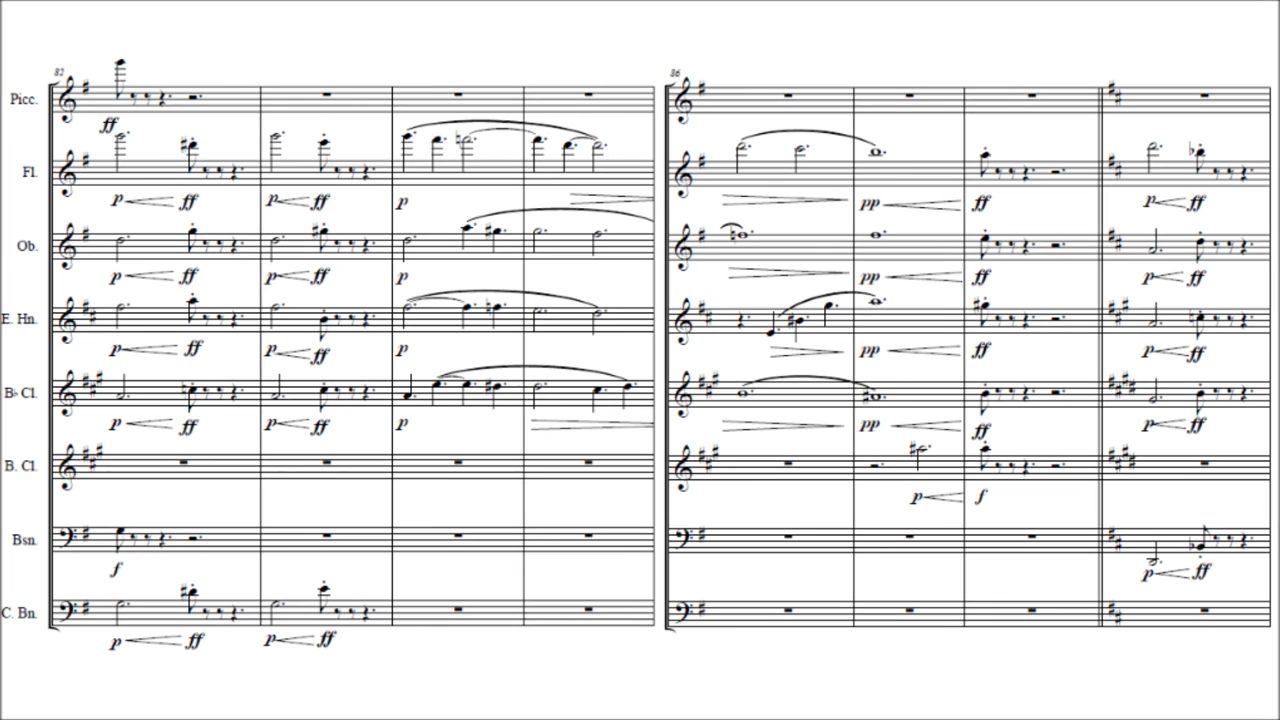 82 86
Picc.
ff
Fl.
p ff p ff p pp ff p ff
Ob.
p ff p ff p pp ff p ff
E. Hn.
p ff p ff p pp ff p ff
B♭ Cl.
p ff p ff p pp ff p ff
B. Cl.
p f
Bsn.
f p ff
C. Bn.
p ff p ff